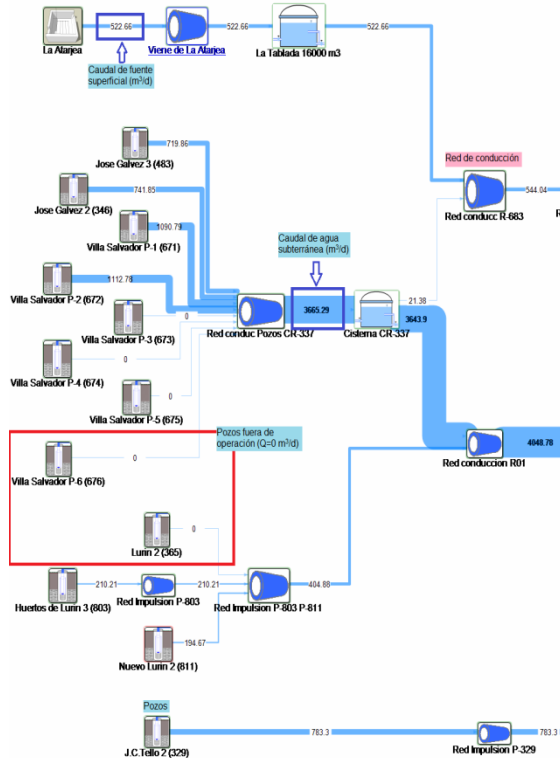 522.66
522.66
522.66
La Atarjea
Viene de La Atarjea
La Tablada 16000 m3
Caudal de fuente
superficial (m³/d)
719.86
Jose Galvez 3 (483)
Red de conducción
741.85
544.04
Jose Galvez 2 (346)
Red conducc R-683
1090.79
Villa Salvador P-1 (671)
Caudal de agua
subterránea (m³/d)
1112.78
Villa Salvador P-2 (672)
21.38
3665.29
3643.9
0
Red conduc Pozos CR-337
Cisterna CR-337
Villa Salvador P-3 (673)
0
Villa Salvador P-4 (674)
0
Villa Salvador P-5 (675)
Pozos fuera de
operación (Q=0 m³/d)
4048.78
0
Villa Salvador P-6 (676)
Red conduccion R01
0
Lurin 2 (365)
210.21
210.21
404.88
Huertos de Lurin 3 (803)
Red Impulsion P-803
Red Impulsion P-803 P-811
194.67
Nuevo Lurin 2 (811)
Pozos
783.3
783.3
J.C.Tello 2 (329)
Red Impulsion P-329